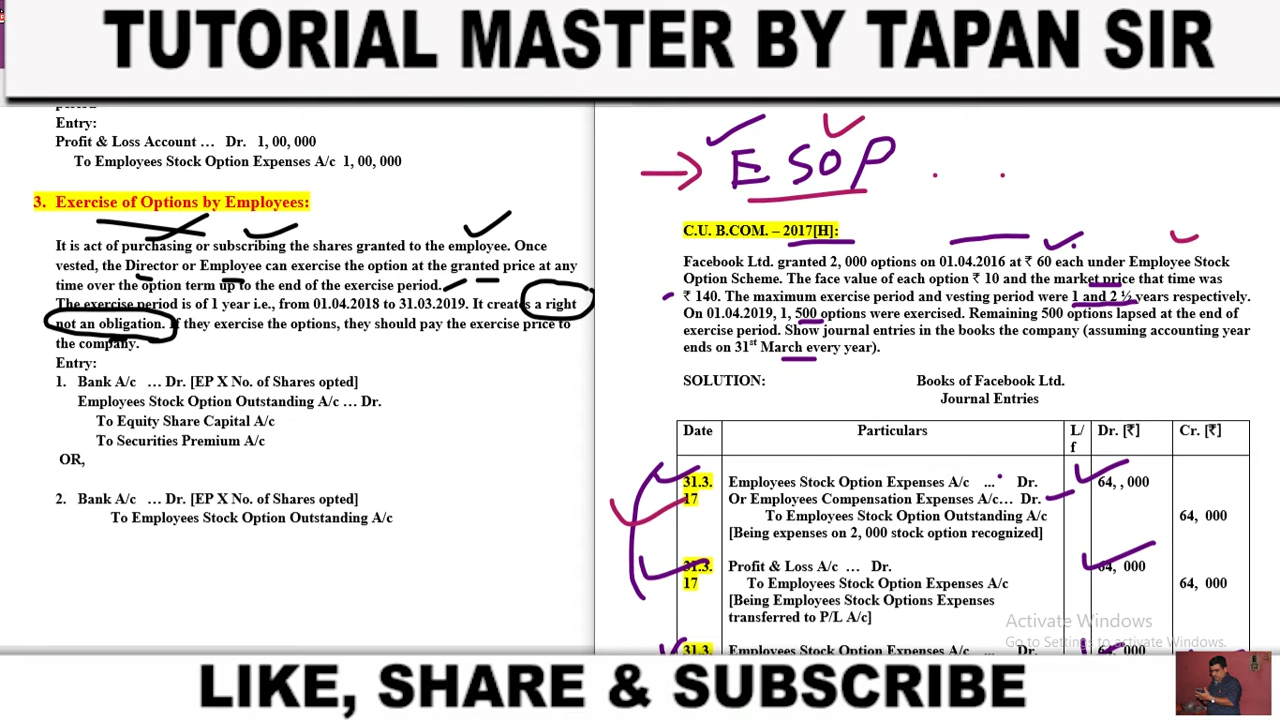 TUTORIAL MASTER BY TAPAN SIR
Entry:
Profit & Loss Account … Dr. 1, 00, 000
To Employees Stock Option Expenses A/c 1, 00, 000
3. Exercise of Options by Employees:
It is act of purchasing or subscribing the shares granted to the employee. Once
vested, the Director or Employee can exercise the option at the granted price at any
time over the option term up to the end of the exercise period.
The exercise period is of 1 year i.e., from 01.04.2018 to 31.03.2019. It creates a right
not an obligation. If they exercise the options, they should pay the exercise price to
the company.
Entry:
1. Bank A/c … Dr. [EP X No. of Shares opted]
Employees Stock Option Outstanding A/c … Dr.
To Equity Share Capital A/c
To Securities Premium A/c
OR,
2. Bank A/c … Dr. [EP X No. of Shares opted]
To Employees Stock Option Outstanding A/c
ESOP
C.U. B.COM. – 2017[H]:
Facebook Ltd. granted 2, 000 options on 01.04.2016 at ₹ 60 each under Employee Stock
Option Scheme. The face value of each option ₹ 10 and the market price that time was
₹ 140. The maximum exercise period and vesting period were 1 and 2 ½ years respectively.
On 01.04.2019, 1, 500 options were exercised. Remaining 500 options lapsed at the end of
exercise period. Show journal entries in the books the company (assuming accounting year
ends on 31st March every year).
SOLUTION: Books of Facebook Ltd.
Journal Entries
Date Particulars L/f Dr. [₹] Cr. [₹]
31.3. Employees Stock Option Expenses A/c … Dr. 64, , 000
17 Or Employees Compensation Expenses A/c… Dr.
To Employees Stock Option Outstanding A/c 64, 000
[Being expenses on 2, 000 stock option recognized]
31.3. Profit & Loss A/c … Dr. 64, 000
17 To Employees Stock Option Expenses A/c 64, 000
[Being Employees Stock Options Expenses
transferred to P/L A/c]
Activate Windows
Go to Settings to activate Windows.
31.3. Employees Stock Option Expenses A/c … Dr. 64, 000
LIKE, SHARE & SUBSCRIBE